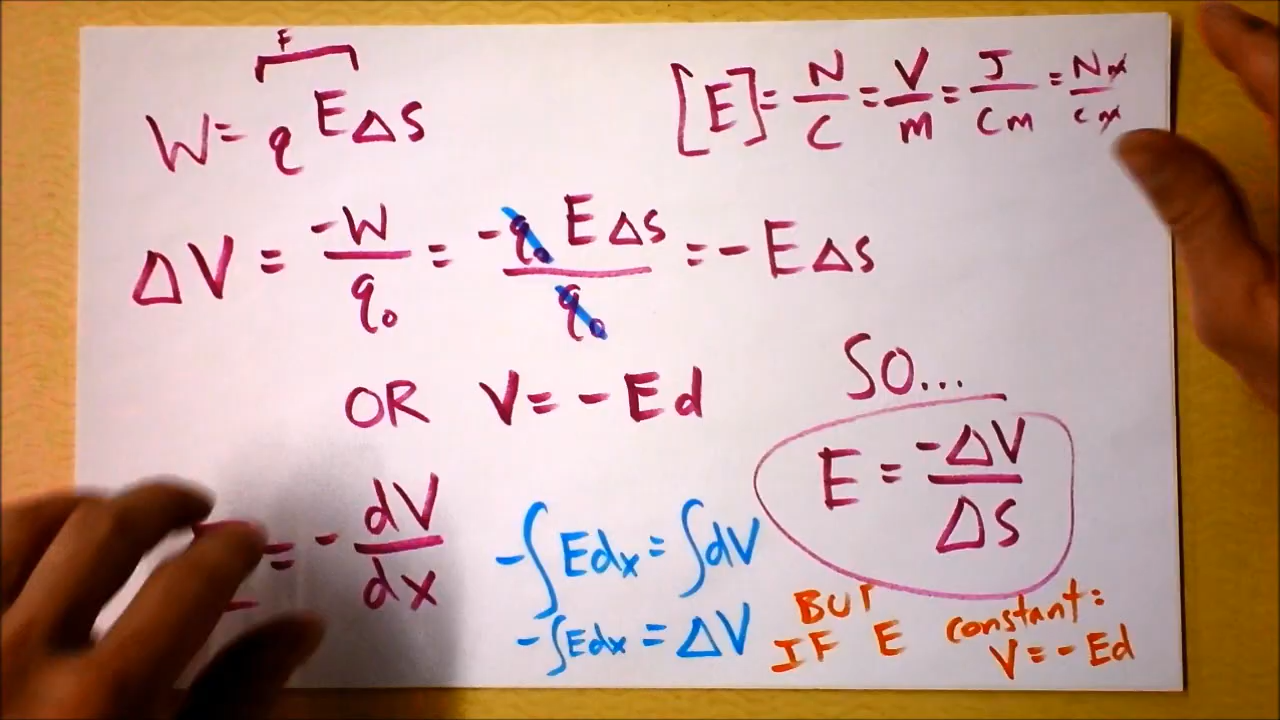 F
W = q E Δs
[E] = N/C = V/m = J/Cm = Nm/Cm
ΔV = -W/q₀ = -q₀ E Δs/q₀ = -E Δs
OR V = -Ed
SO...
E = -ΔV/Δs
= - dV/dx
-∫Edx = ∫dV
-∫Edx = ΔV
BUT
IF E constant:
V = -Ed